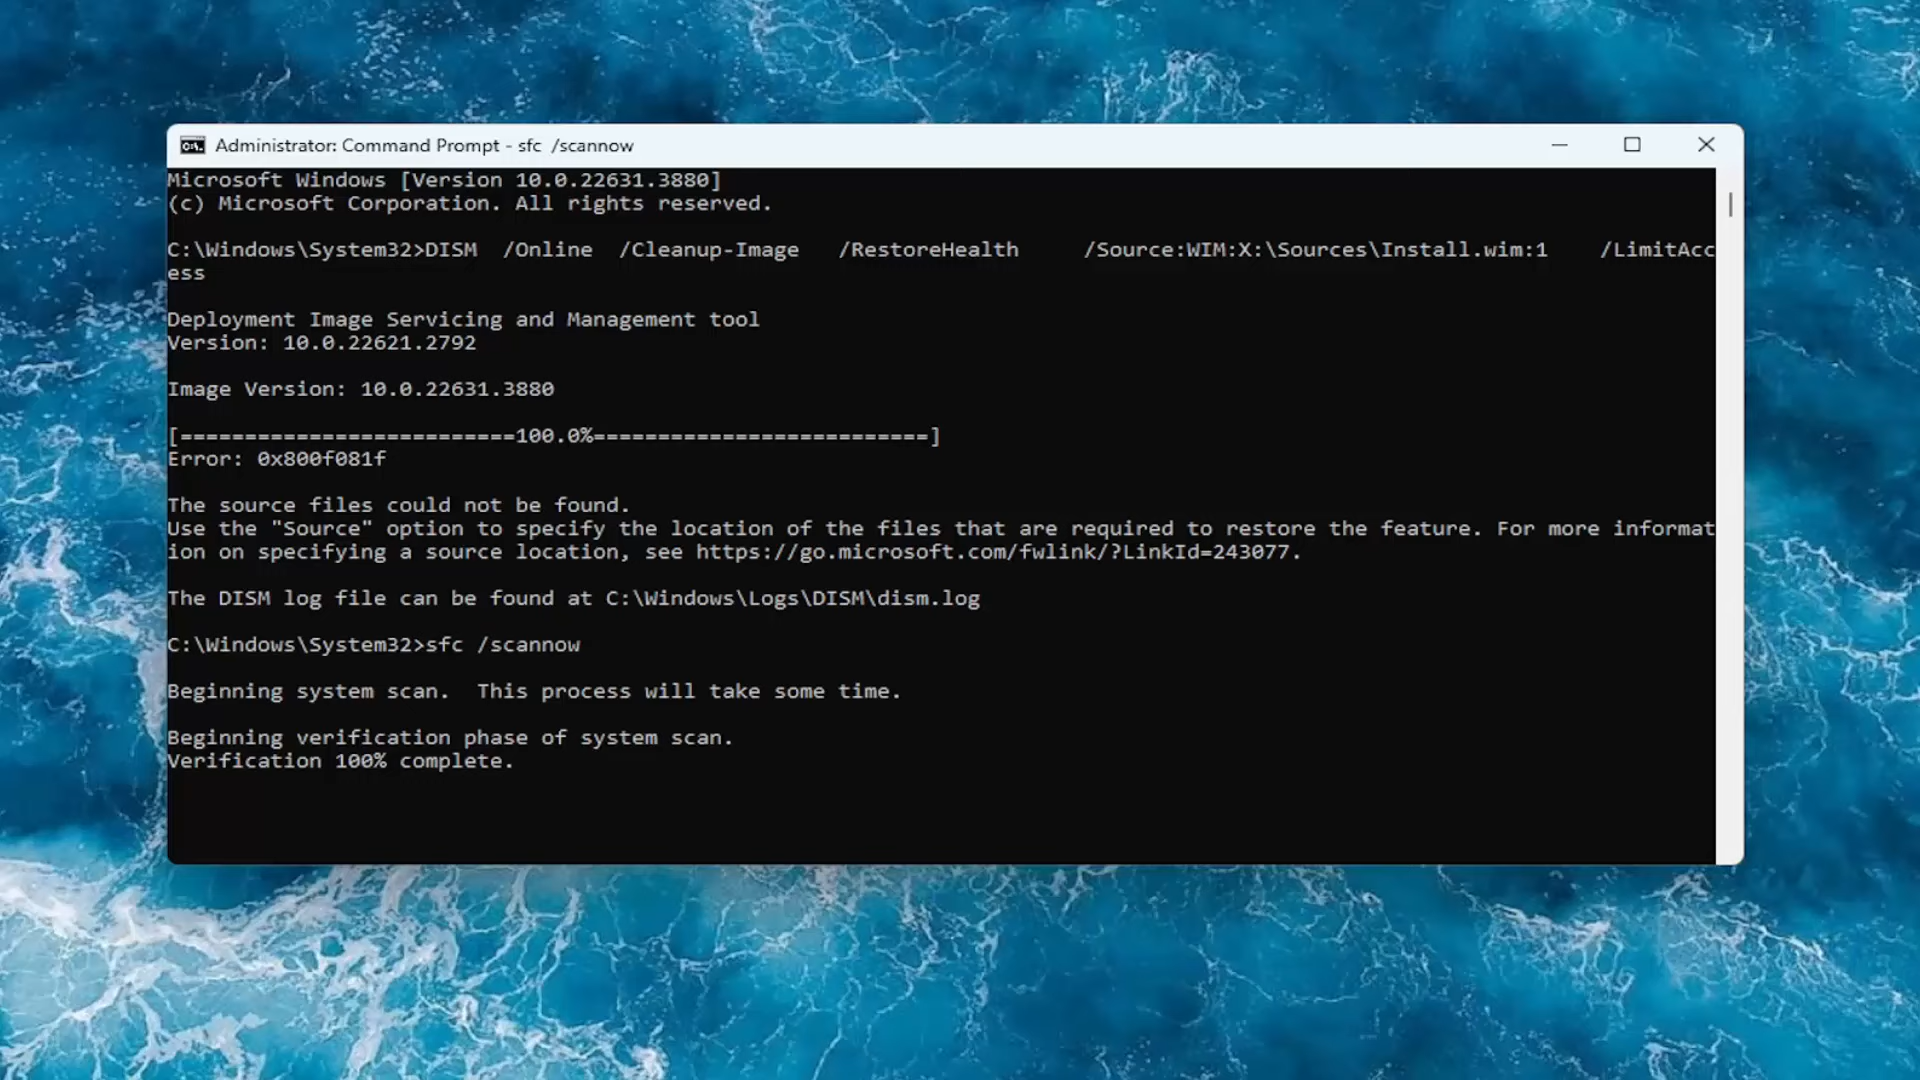 Administrator: Command Prompt - sfc  /scannow
Microsoft Windows [Version 10.0.22631.3880]
(c) Microsoft Corporation. All rights reserved.
C:\Windows\System32>DISM  /Online  /Cleanup-Image   /RestoreHealth     /Source:WIM:X:\Sources\Install.wim:1    /LimitAcc
ess
Deployment Image Servicing and Management tool
Version: 10.0.22621.2792
Image Version: 10.0.22631.3880
[==========================100.0%==========================]
Error: 0x800f081f
The source files could not be found.
Use the "Source" option to specify the location of the files that are required to restore the feature. For more informat
ion on specifying a source location, see https://go.microsoft.com/fwlink/?LinkId=243077.
The DISM log file can be found at C:\Windows\Logs\DISM\dism.log
C:\Windows\System32>sfc /scannow
Beginning system scan.  This process will take some time.
Beginning verification phase of system scan.
Verification 100% complete.